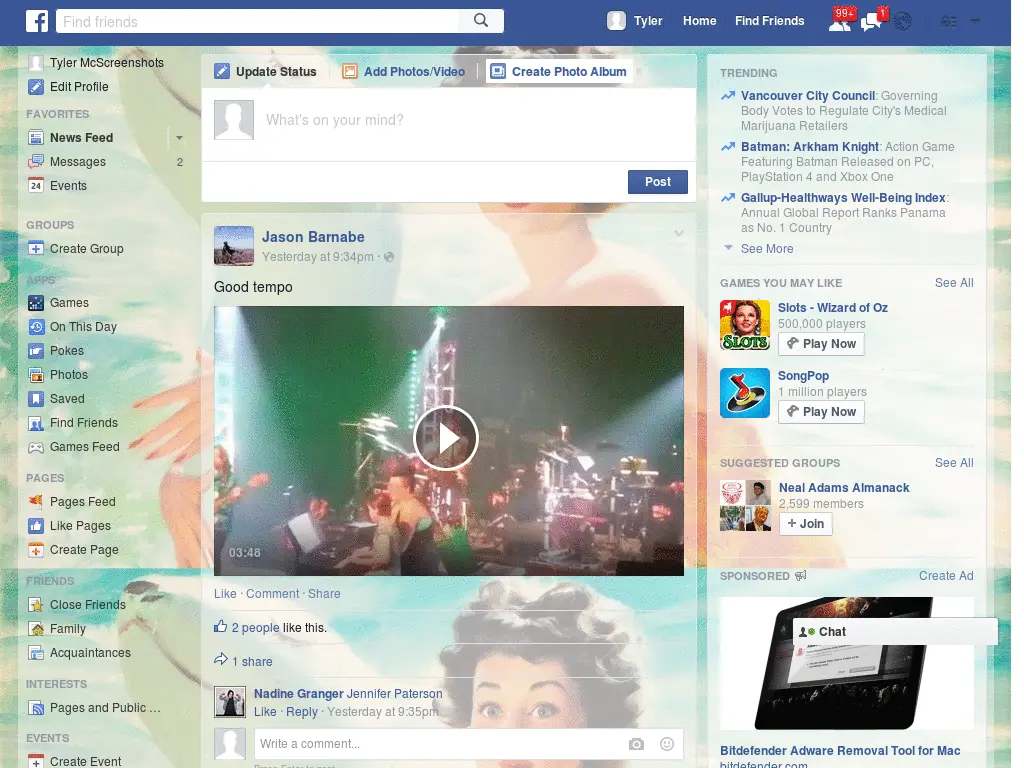 Find friends
Tyler
Home
Find Friends
99+
1
Tyler McScreenshots
Edit Profile
FAVORITES
News Feed
Messages 2
24 Events
GROUPS
Create Group
APPS
Games
On This Day
Pokes
Photos
Saved
Find Friends
Games Feed
PAGES
Pages Feed
Like Pages
Create Page
FRIENDS
Close Friends
Family
Acquaintances
INTERESTS
Pages and Public ...
EVENTS
Create Event
Update Status
Add Photos/Video
Create Photo Album
What's on your mind?
Post
Jason Barnabe
Yesterday at 9:34pm ·
Good tempo
03:48
Like · Comment · Share
2 people like this.
1 share
Nadine Granger Jennifer Paterson
Like · Reply · Yesterday at 9:35pm
Write a comment...
TRENDING
Vancouver City Council: Governing
Body Votes to Regulate City's Medical
Marijuana Retailers
Batman: Arkham Knight: Action Game
Featuring Batman Released on PC,
PlayStation 4 and Xbox One
Gallup-Healthways Well-Being Index:
Annual Global Report Ranks Panama
as No. 1 Country
See More
GAMES YOU MAY LIKE See All
SLOTS
Slots - Wizard of Oz
500,000 players
Play Now
SongPop
1 million players
Play Now
SUGGESTED GROUPS See All
Neal Adams Almanack
2,599 members
+ Join
SPONSORED Create Ad
Chat
Bitdefender Adware Removal Tool for Mac
bitdefender.com